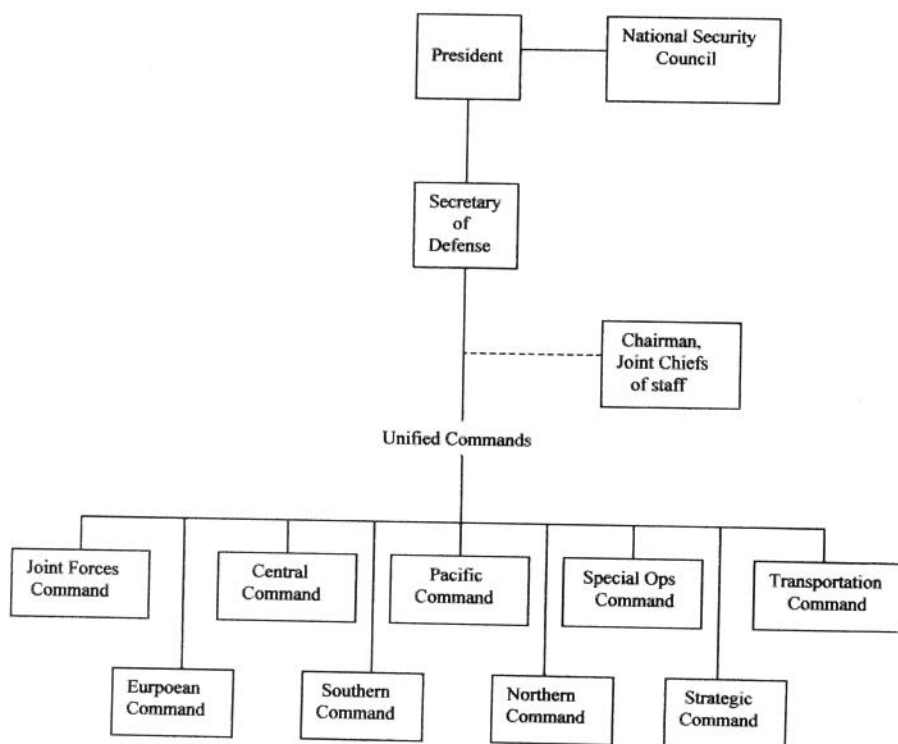 President
National Security
Council
Secretary
of
Defense
Chairman,
Joint Chiefs
of staff
Unified Commands
Joint Forces
Command
Central
Command
Pacific
Command
Special Ops
Command
Transportation
Command
Eurpoean
Command
Southern
Command
Northern
Command
Strategic
Command